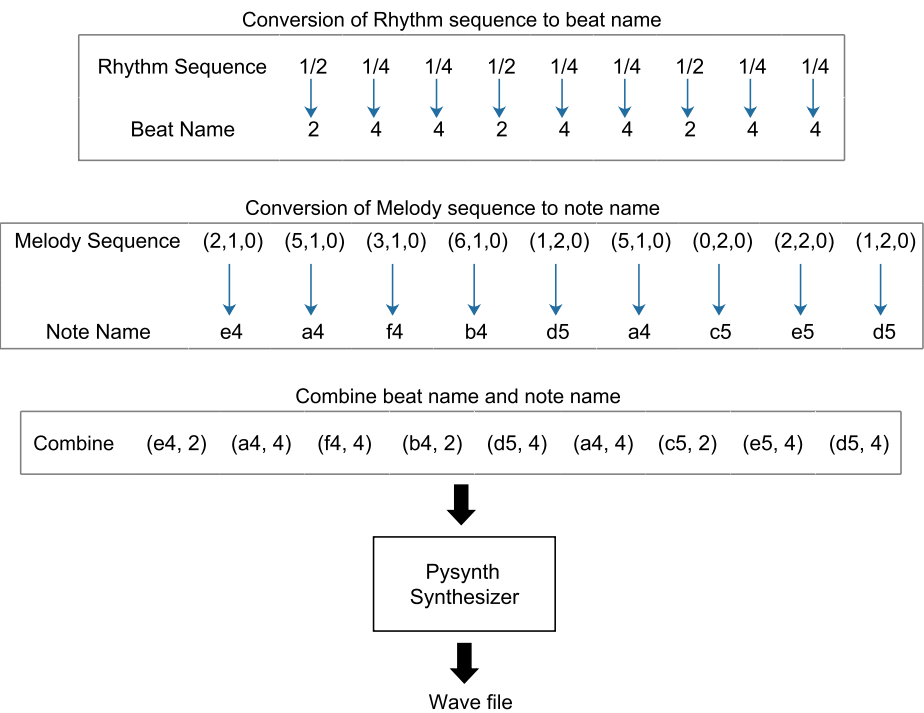 Conversion of Rhythm sequence to beat name
Rhythm Sequence 1/2 1/4 1/4 1/2 1/4 1/4 1/2 1/4 1/4
Beat Name 2 4 4 2 4 4 2 4 4
Conversion of Melody sequence to note name
Melody Sequence (2,1,0) (5,1,0) (3,1,0) (6,1,0) (1,2,0) (5,1,0) (0,2,0) (2,2,0) (1,2,0)
Note Name e4 a4 f4 b4 d5 a4 c5 e5 d5
Combine beat name and note name
Combine (e4, 2) (a4, 4) (f4, 4) (b4, 2) (d5, 4) (a4, 4) (c5, 2) (e5, 4) (d5, 4)
Pysynth
Synthesizer
Wave file